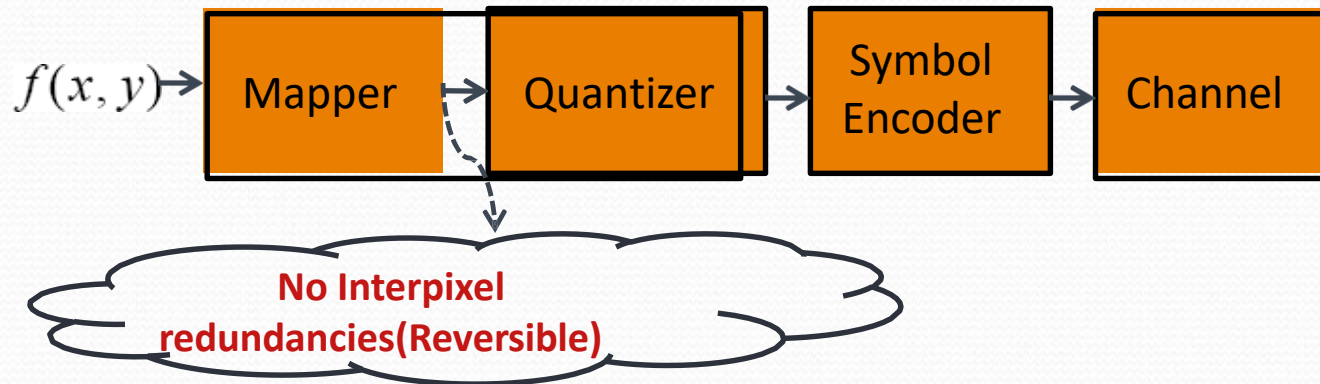 f(x, y)
Mapper
Quantizer
Symbol
Encoder
Channel
No Interpixel
redundancies(Reversible)